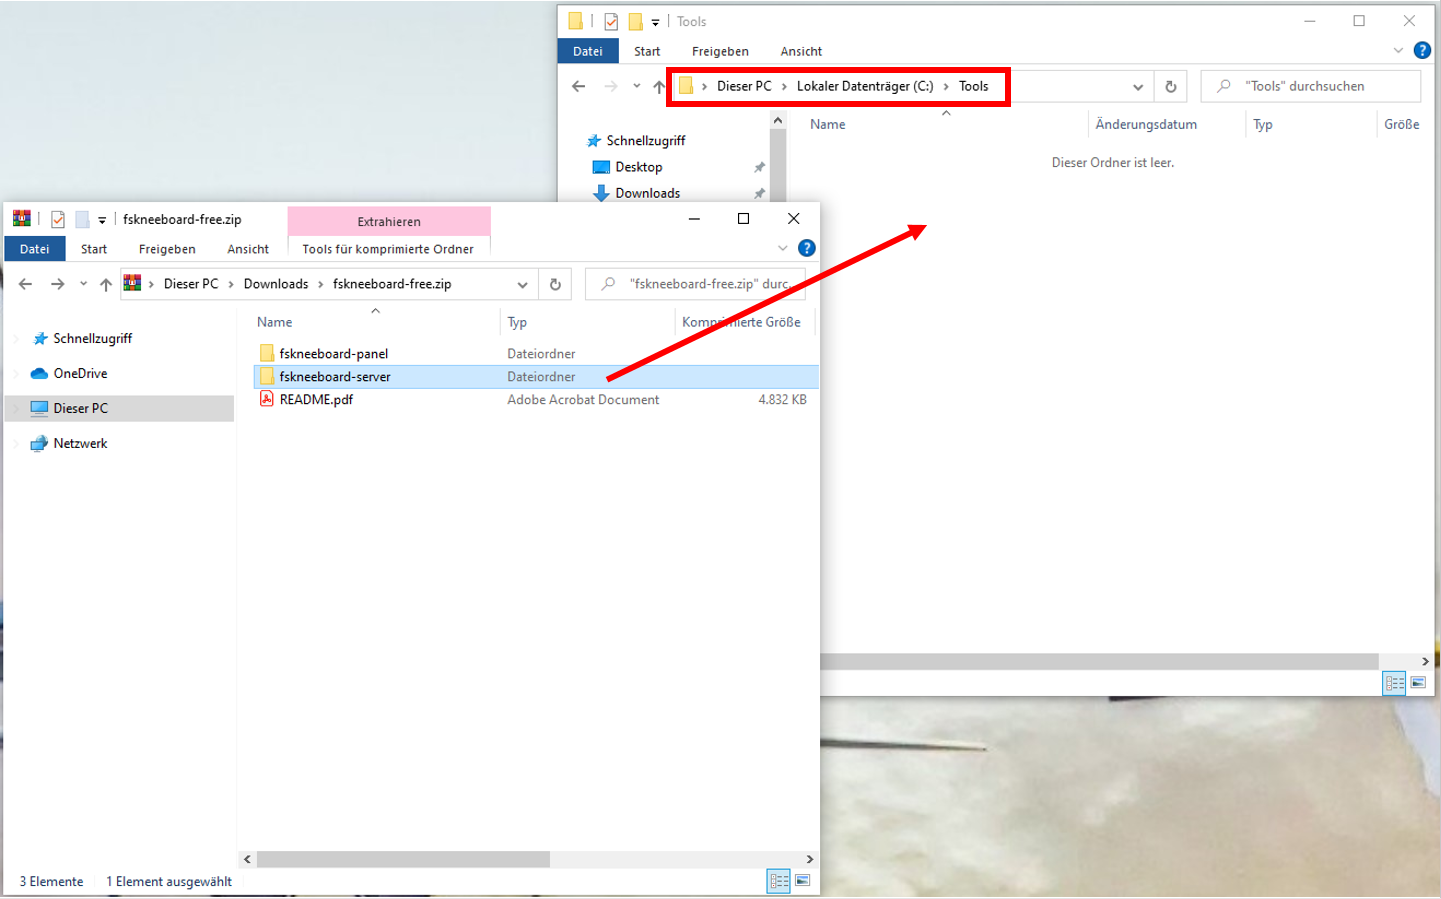 Tools
Datei Start Freigeben Ansicht
Dieser PC Lokaler Datenträger (C:) Tools "Tools" durchsuchen
Name Änderungsdatum Typ Größe
Dieser Ordner ist leer.
Schnellzugriff
Desktop
Downloads
fskneeboard-free.zip Extrahieren
Datei Start Freigeben Ansicht Tools für komprimierte Ordner
Dieser PC Downloads fskneeboard-free.zip "fskneeboard-free.zip" durc...
Name Typ Komprimierte Größe
Schnellzugriff
OneDrive
Dieser PC
Netzwerk
fskneeboard-panel Dateiordner
fskneeboard-server Dateiordner
README.pdf Adobe Acrobat Document 4.832 KB
3 Elemente 1 Element ausgewählt